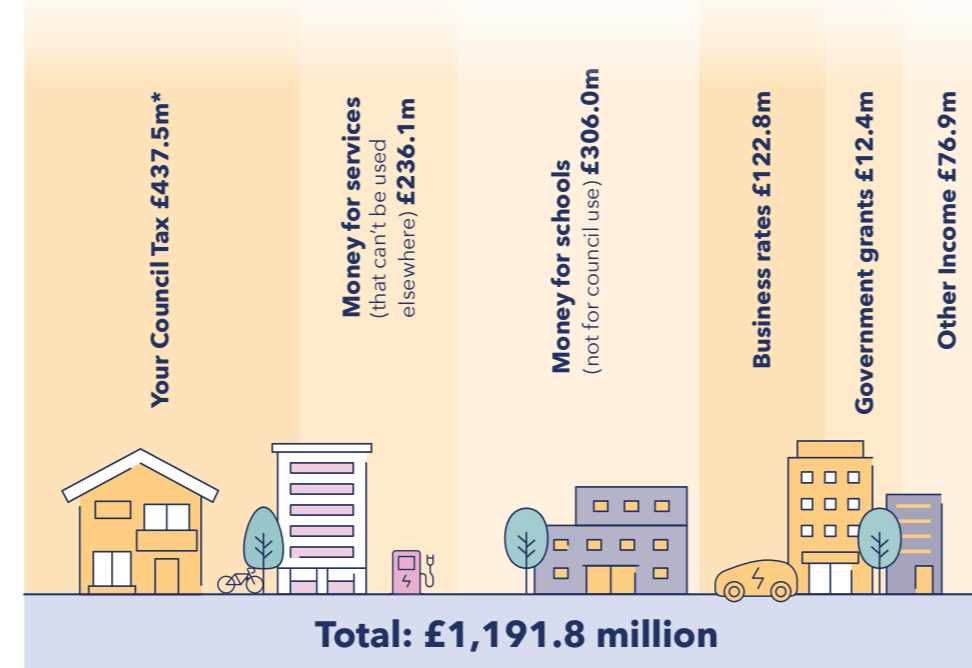 Your Council Tax £437.5m*
Money for services
(that can't be used
elsewhere) £236.1m
Money for schools
(not for council use) £306.0m
Business rates £122.8m
Government grants £12.4m
Other Income £76.9m
Total: £1,191.8 million